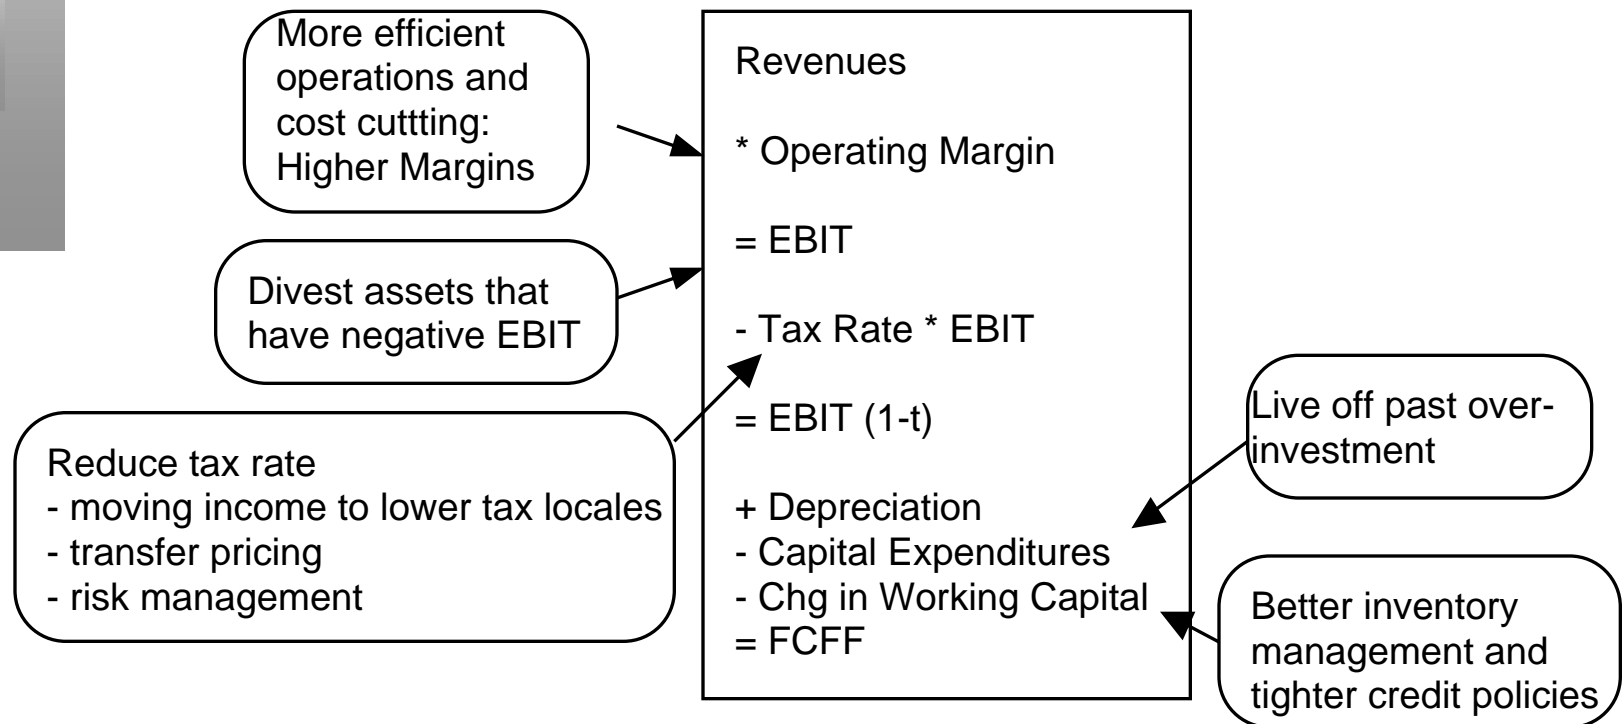 More efficient
operations and
cost cuttting:
Higher Margins
Revenues
* Operating Margin
= EBIT
Divest assets that
have negative EBIT
- Tax Rate * EBIT
= EBIT (1-t)
Reduce tax rate
- moving income to lower tax locales
- transfer pricing
- risk management
+ Depreciation
- Capital Expenditures
- Chg in Working Capital
= FCFF
Live off past over-
investment
Better inventory
management and
tighter credit policies